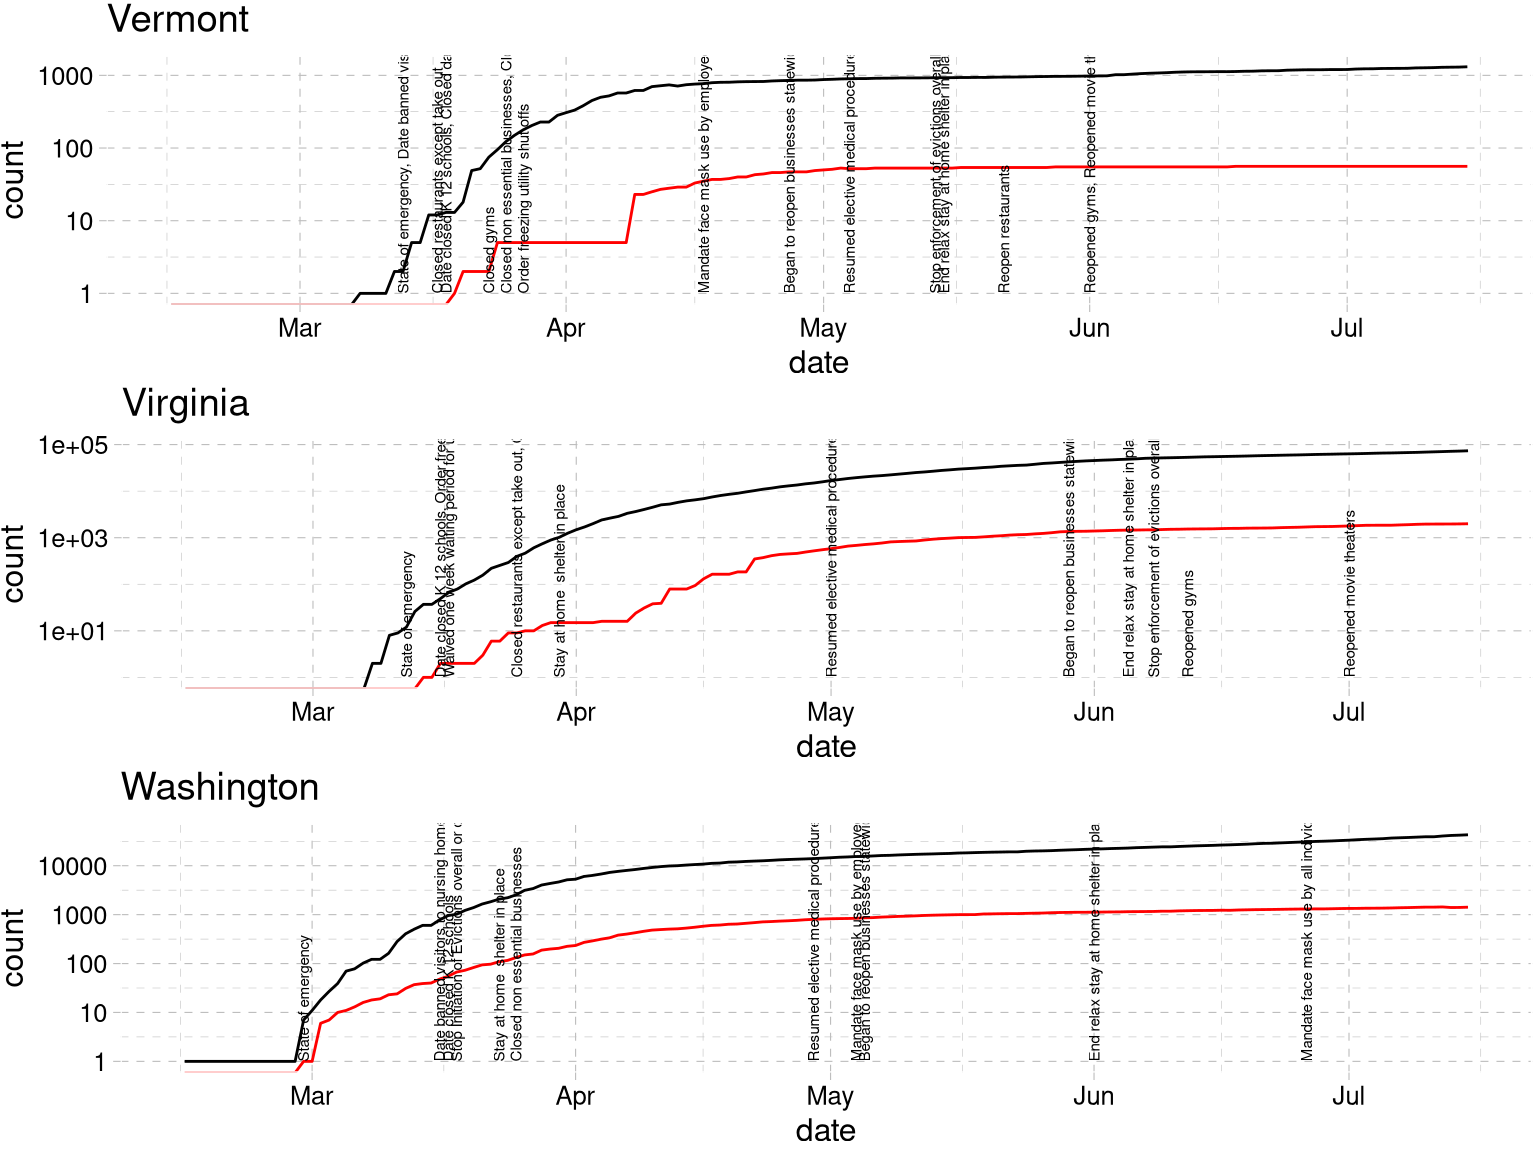 Vermont
count
1000
100
10
1
State of emergency, Date banned vis
Closed restaurants except take out
Date closed K 12 schools, Closed da
Closed gyms
Closed non essential businesses, Cl
Order freezing utility shut offs
Mandate face mask use by employe
Began to reopen businesses statewi
Resumed elective medical procedure
Stop enforcement of evictions overall
End relax stay at home shelter in pla
Reopen restaurants
Reopened gyms, Reopened movie th
Mar Apr May Jun Jul
date
Virginia
count
1e+05
1e+03
1e+01
State of emergency
Date closed K 12 schools, Order free
Waived one week waiting period for
Closed restaurants except take out,
Stay at home  shelter in place
Resumed elective medical procedure
Began to reopen businesses statewi
End relax stay at home shelter in pla
Stop enforcement of evictions overal
Reopened gyms
Reopened movie theaters
Mar Apr May Jun Jul
date
Washington
count
10000
1000
100
10
1
State of emergency
Date banned visitors to nursing home
Date closed K 12 schools
Stop Initiation of Evictions overall or
Stay at home  shelter in place
Closed non essential businesses
Resumed elective medical procedure
Mandate face mask use by employe
Began to reopen businesses statewi
End relax stay at home shelter in pla
Mandate face mask use by all indivic
Mar Apr May Jun Jul
date